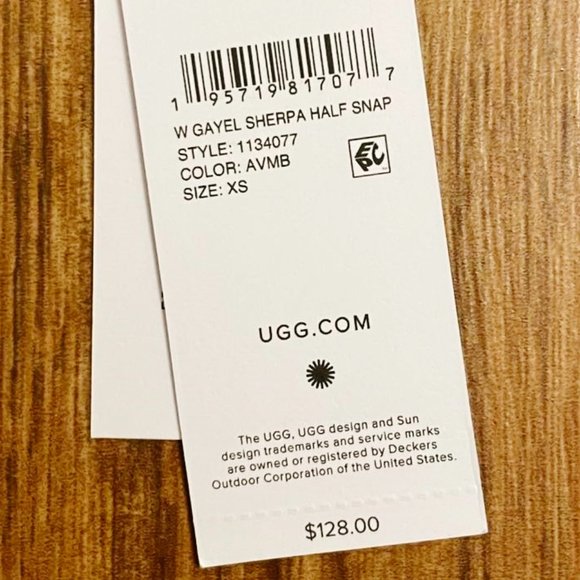 1 95719 81707 7
W GAYEL SHERPA HALF SNAP
STYLE: 1134077
COLOR: AVMB
SIZE: XS
EPC
UGG.COM
The UGG, UGG design and Sun
design trademarks and service marks
are owned or registered by Deckers
Outdoor Corporation of the United States.
$128.00